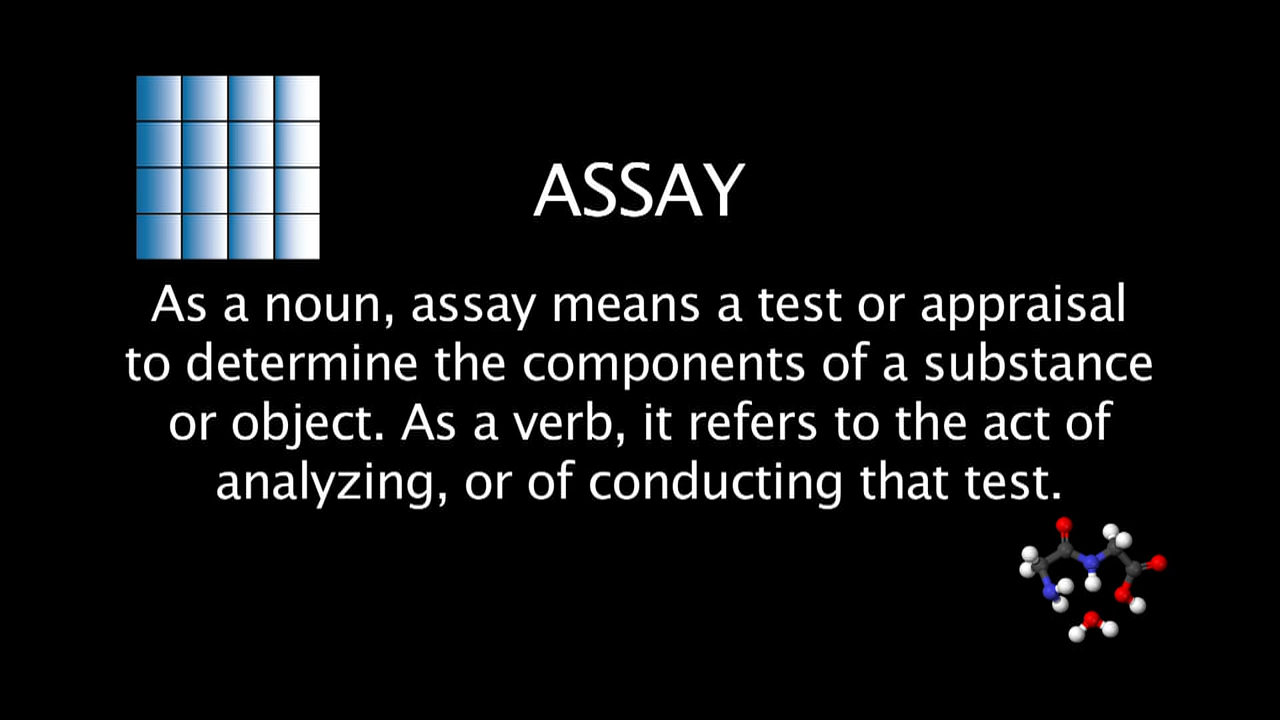 ASSAY
As a noun, assay means a test or appraisal
to determine the components of a substance
or object. As a verb, it refers to the act of
analyzing, or of conducting that test.